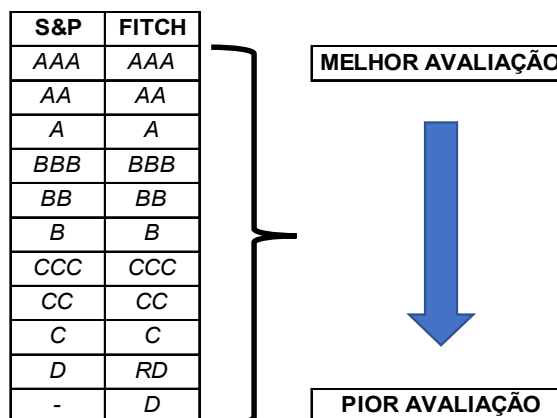 S&P FITCH
AAA AAA MELHOR AVALIAÇÃO
AA AA
A A
BBB BBB
BB BB
B B
CCC CCC
CC CC
C C
D RD
- D PIOR AVALIAÇÃO